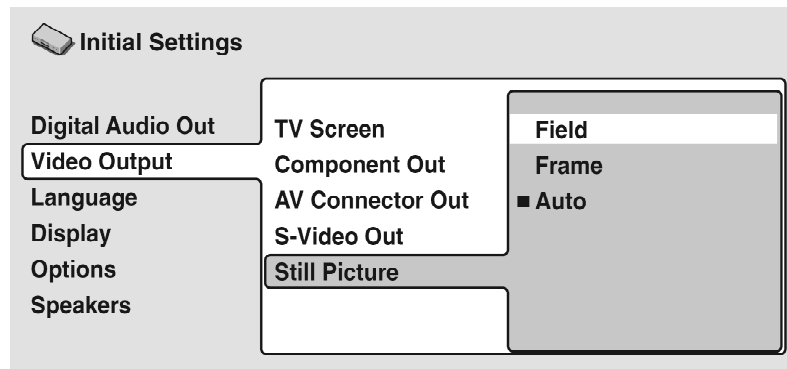 Initial Settings
Digital Audio Out
Video Output
Language
Display
Options
Speakers
TV Screen
Component Out
AV Connector Out
S-Video Out
Still Picture
Field
Frame
■ Auto